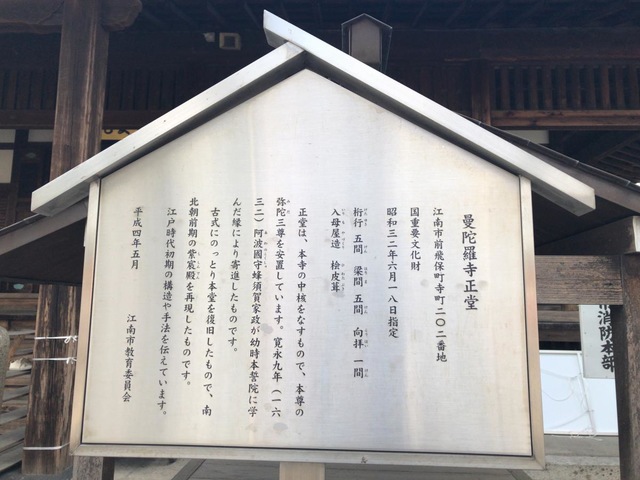 曼陀羅寺正堂
江南市前飛保町寺町二〇二番地
国重要文化財
昭和三二年六月一八日指定
桁行 五間 梁間 五間 向拝 一間
入母屋造 桧皮葺
正堂は、本寺の中核をなすもので、本尊の
弥陀三尊を安置しています。寛永九年（一六
三二）阿波國守蜂須賀家政が幼時本誓院に学
んだ縁により寄進したものです。
古式にのっとり本堂を復旧したもので、南
北朝前期の紫宸殿を再現したものです。
江戸時代初期の構造や手法を伝えています。
平成四年五月
江南市教育委員会
消防本部